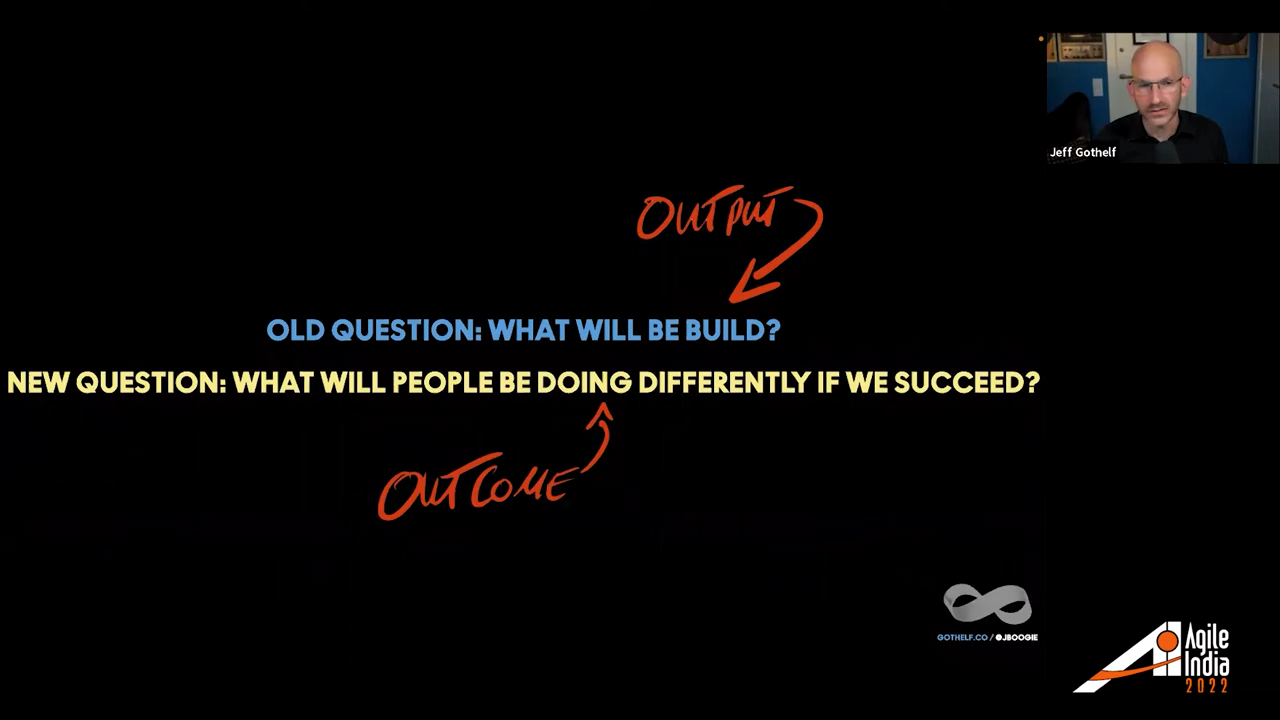 Jeff Gothelf
OUTPUT
OLD QUESTION: WHAT WILL BE BUILD?
NEW QUESTION: WHAT WILL PEOPLE BE DOING DIFFERENTLY IF WE SUCCEED?
OUTCOME
GOTHELF.CO / @JBOOGIE
Agile
India
2022